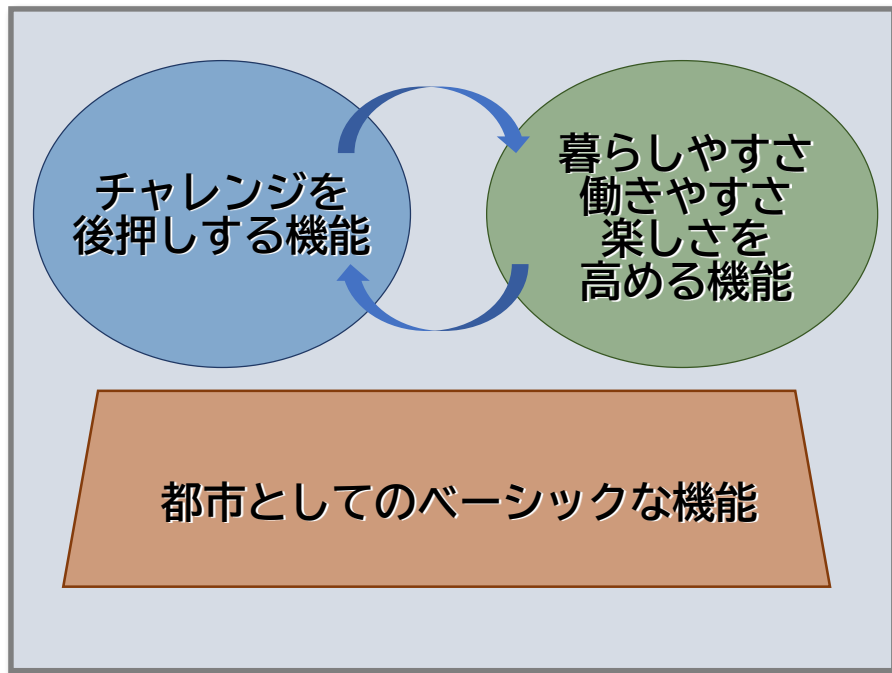 チャレンジを
後押しする機能
暮らしやすさ
働きやすさ
楽しさを
高める機能
都市としてのベーシックな機能